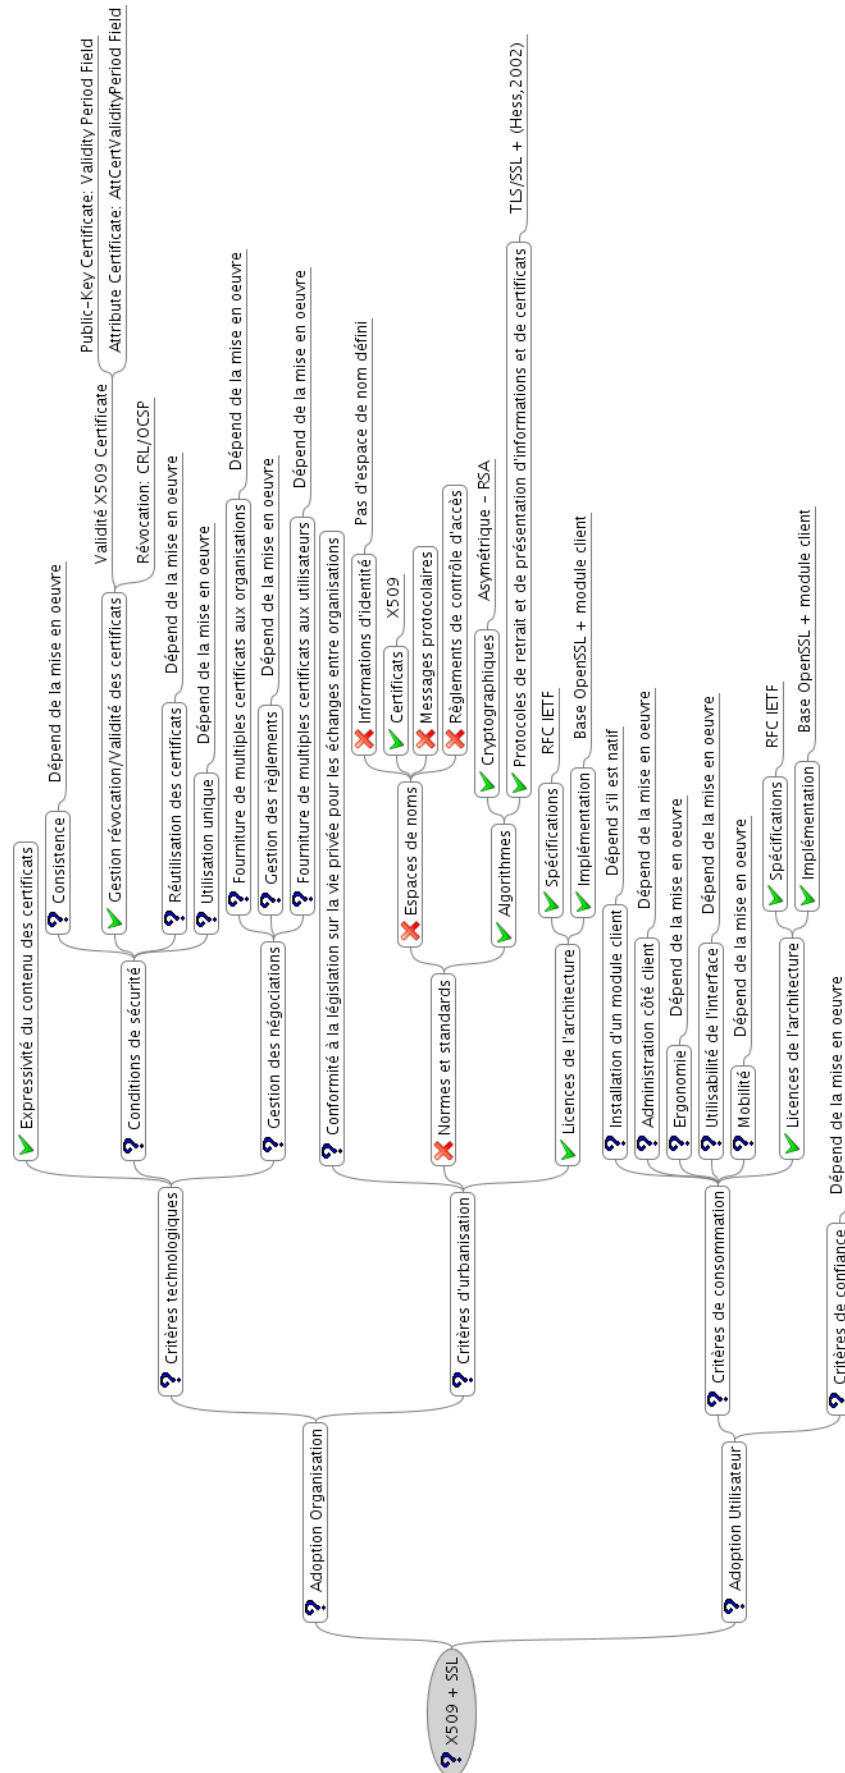 X509 + SSL
Adoption Organisation
Critères technologiques
Expressivité du contenu des certificats
Conditions de sécurité
Consistence
Dépend de la mise en oeuvre
Gestion révocation/Validité des certificats
Validité X509 Certificate
Public-Key Certificate: Validity Period Field
Attribute Certificate: AttCertValidityPeriod Field
Révocation: CRL/OCSP
Réutilisation des certificats
Dépend de la mise en oeuvre
Utilisation unique
Dépend de la mise en oeuvre
Gestion des négociations
Fourniture de multiples certificats aux organisations
Dépend de la mise en oeuvre
Gestion des règlements
Dépend de la mise en oeuvre
Fourniture de multiples certificats aux utilisateurs
Dépend de la mise en oeuvre
Critères d'urbanisation
Conformité à la législation sur la vie privée pour les échanges entre organisations
Normes et standards
Espaces de noms
Informations d'identité
Pas d'espace de nom défini
Certificats
X509
Messages protocolaires
Règlements de contrôle d'accès
Algorithmes
Cryptographiques
Asymétrique - RSA
Protocoles de retrait et de présentation d'informations et de certificats
TLS/SSL + (Hess,2002)
Licences de l'architecture
Spécifications
RFC IETF
Implémentation
Base OpenSSL + module client
Adoption Utilisateur
Critères de consommation
Installation d'un module client
Dépend s'il est natif
Administration côté client
Dépend de la mise en oeuvre
Ergonomie
Dépend de la mise en oeuvre
Utilisabilité de l'interface
Dépend de la mise en oeuvre
Mobilité
Dépend de la mise en oeuvre
Licences de l'architecture
Spécifications
RFC IETF
Implémentation
Base OpenSSL + module client
Critères de confiance
Dépend de la mise en oeuvre